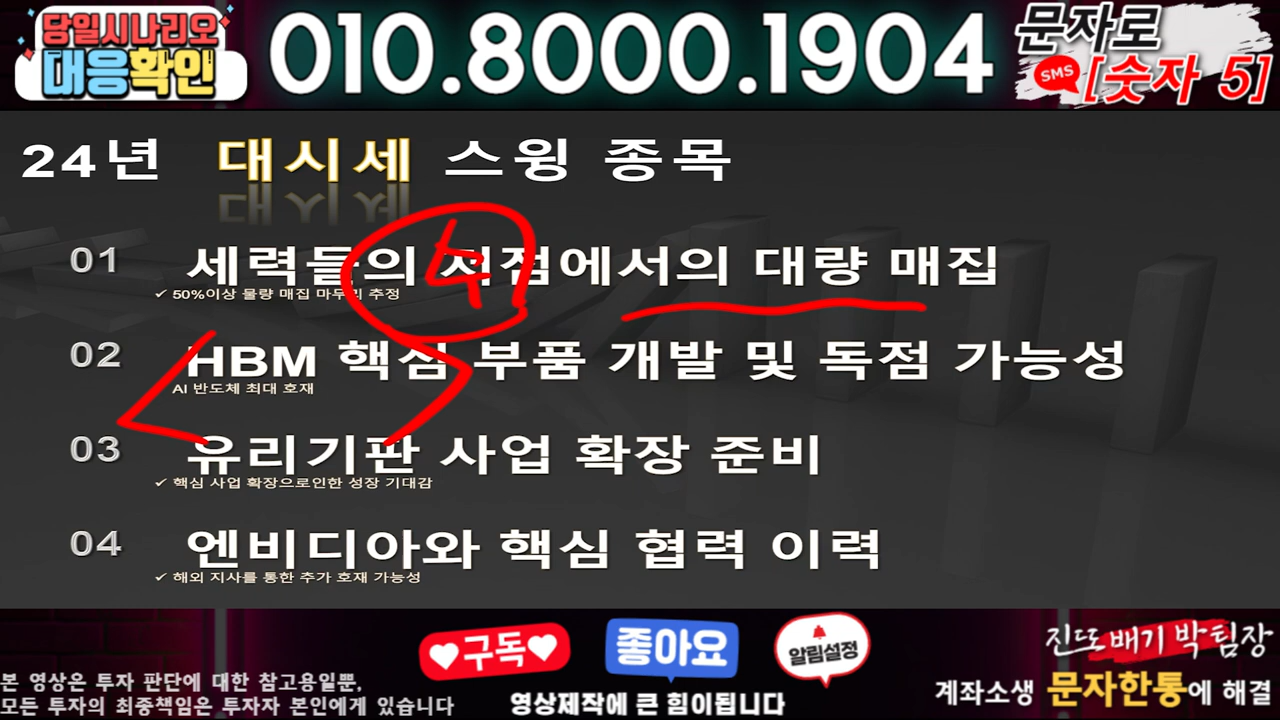 당일시나리오
대응확인
010.8000.1904
문자로
SMS
[숫자 5]
24년 대시세 스윙 종목
01 세력들의 저점에서의 대량 매집
✓ 50%이상 물량 매집 마무리 추정
02 HBM 핵심 부품 개발 및 독점 가능성
AI 반도체 최대 호재
03 유리기판 사업 확장 준비
✓ 핵심 사업 확장으로인한 성장 기대감
04 엔비디아와 핵심 협력 이력
✓ 해외 지사를 통한 추가 호재 가능성
구독
좋아요
알림설정
영상제작에 큰 힘이됩니다
본 영상은 투자 판단에 대한 참고용일뿐,
모든 투자의 최종책임은 투자자 본인에게 있습니다
진또배기 박팀장
계좌소생 문자한통에 해결